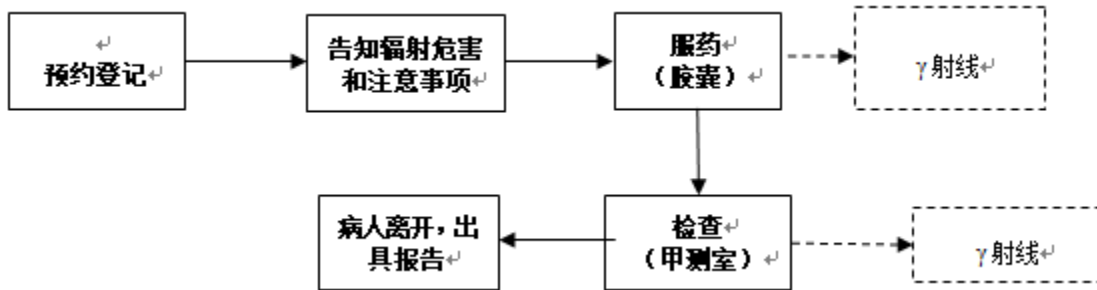 预约登记
告知辐射危害
和注意事项
服药
（胶囊）
γ射线
病人离开，出
具报告
检查
（甲测室）
γ射线